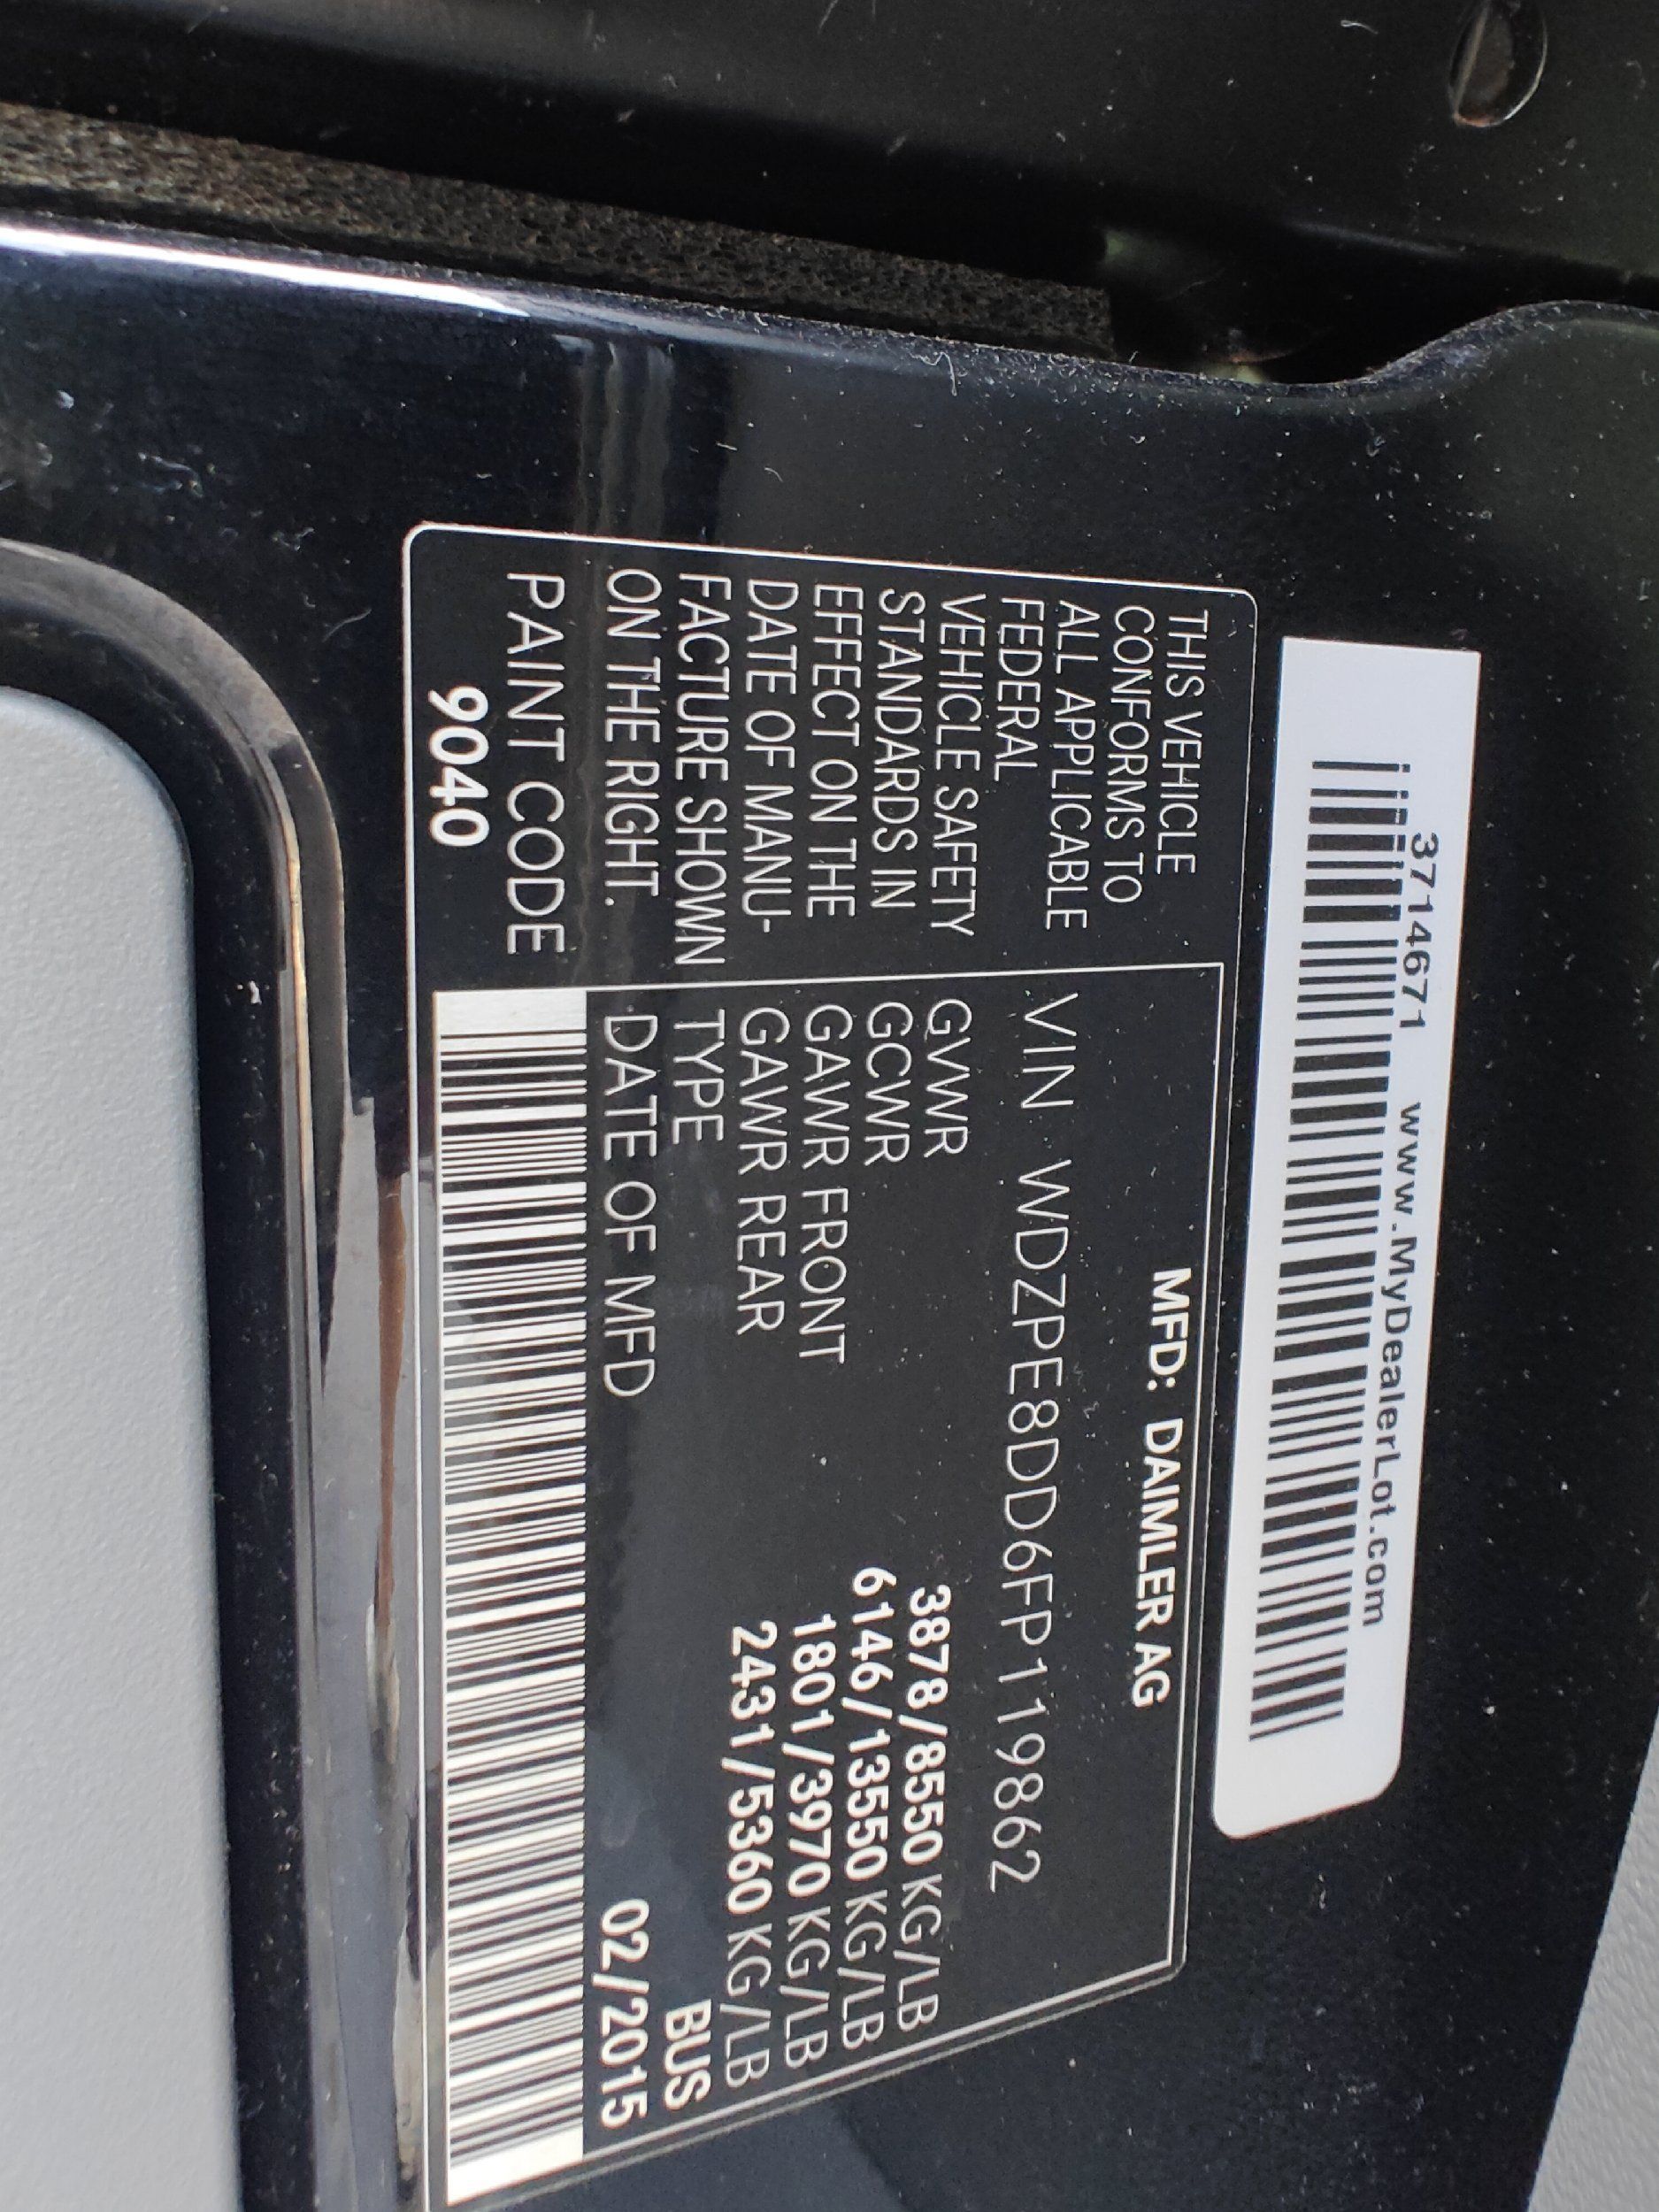 3714671 www.MyDealerLot.com
THIS VEHICLE
CONFORMS TO
ALL APPLICABLE
FEDERAL
VEHICLE SAFETY
STANDARDS IN
EFFECT ON THE
DATE OF MANU-
FACTURE SHOWN
ON THE RIGHT.
PAINT CODE
9040
MFD: DAIMLER AG
VIN WDZPE8DD6FP119862
GVWR 3878/8550 KG/LB
GCWR 6146/13550 KG/LB
GAWR FRONT 1801/3970 KG/LB
GAWR REAR 2431/5360 KG/LB
TYPE BUS
DATE OF MFD 02/2015